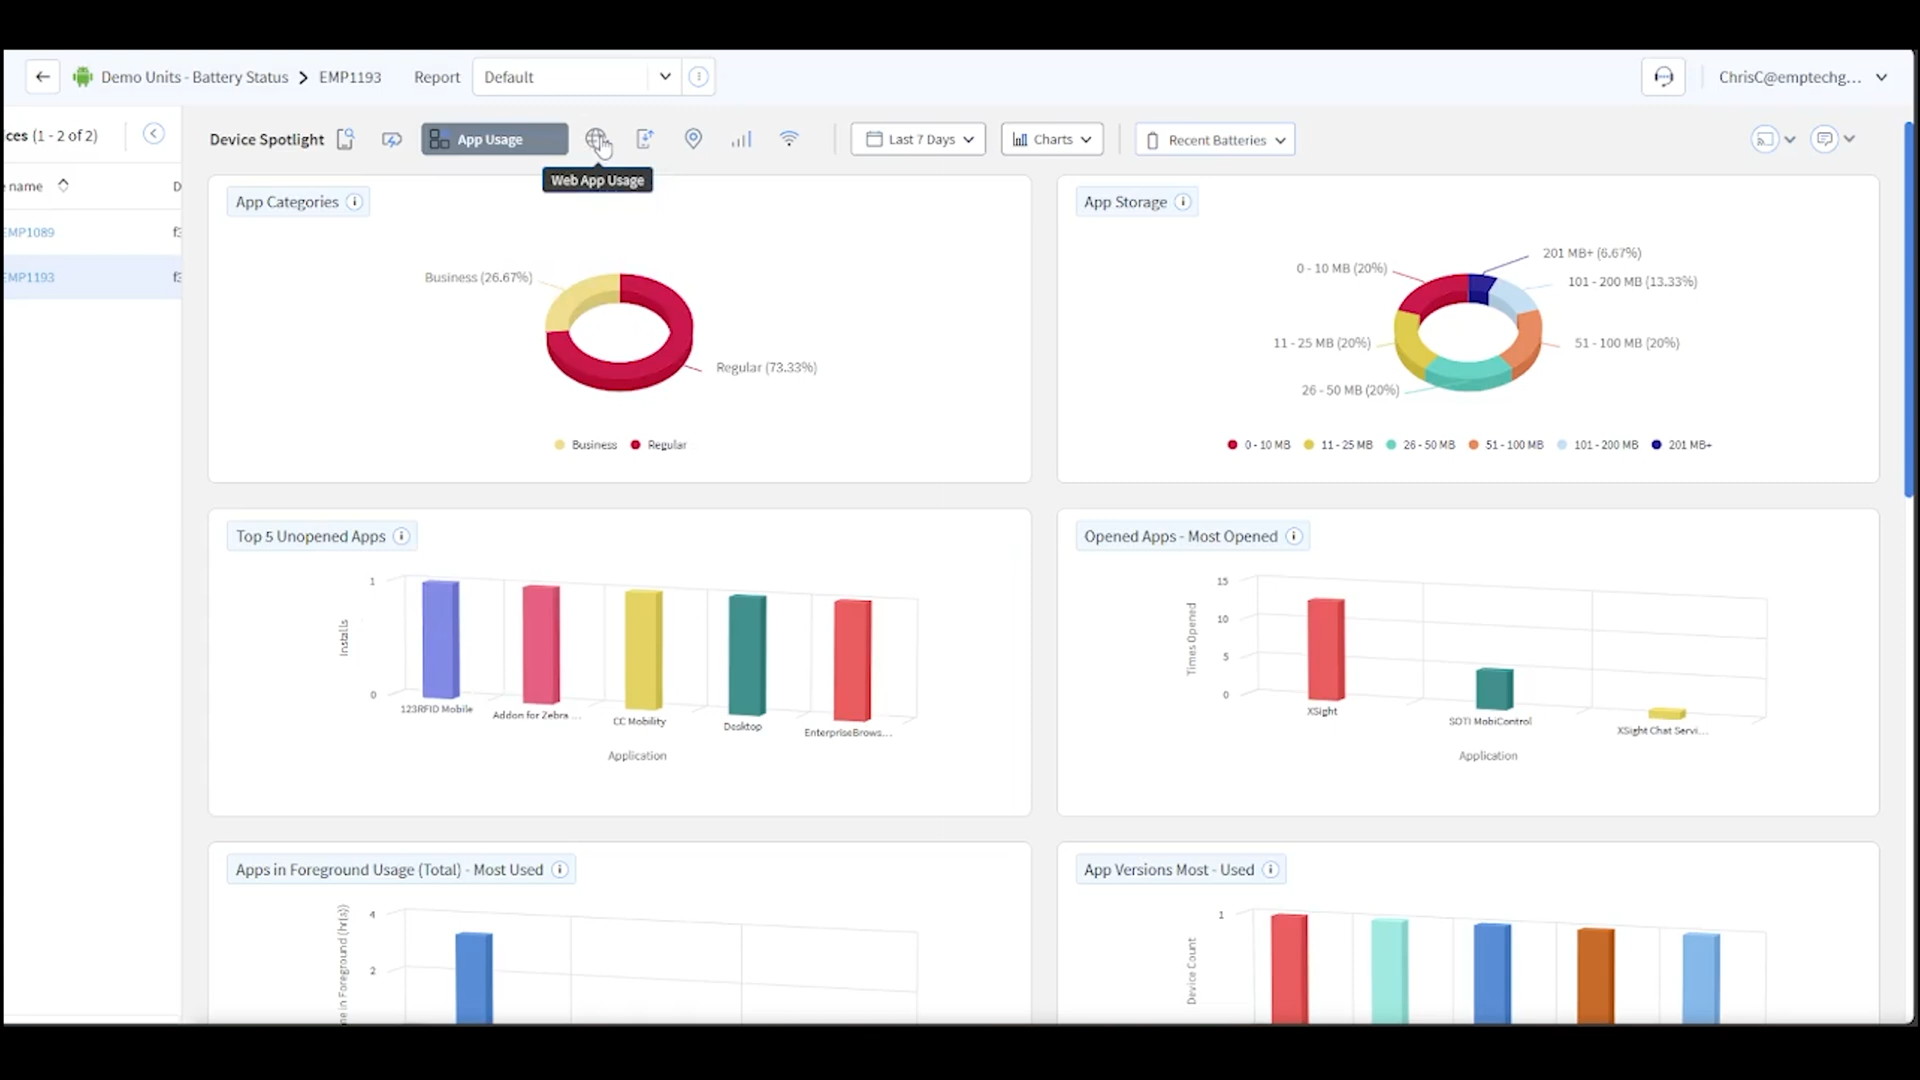 Demo Units - Battery Status > EMP1193 Report Default ChrisC@emptechg...
ces (1 - 2 of 2)
Device Spotlight App Usage Last 7 Days Charts Recent Batteries
Web App Usage
name D
EMP1089
EMP1193
App Categories
Business (26.67%)
Regular (73.33%)
Business Regular
App Storage
201 MB+ (6.67%)
0 - 10 MB (20%)
101 - 200 MB (13.33%)
11 - 25 MB (20%)
51 - 100 MB (20%)
26 - 50 MB (20%)
0 - 10 MB 11 - 25 MB 26 - 50 MB 51 - 100 MB 101 - 200 MB 201 MB+
Top 5 Unopened Apps
1
Installs
0
123RFID Mobile Addon for Zebra ... CC Mobility Desktop EnterpriseBrows...
Application
Opened Apps - Most Opened
15
10
5
0
Times Opened
XSight SOTI MobiControl XSight Chat Servi...
Application
Apps in Foreground Usage (Total) - Most Used
4
2
e in Foreground (hr(s))
App Versions Most - Used
1
Device Count